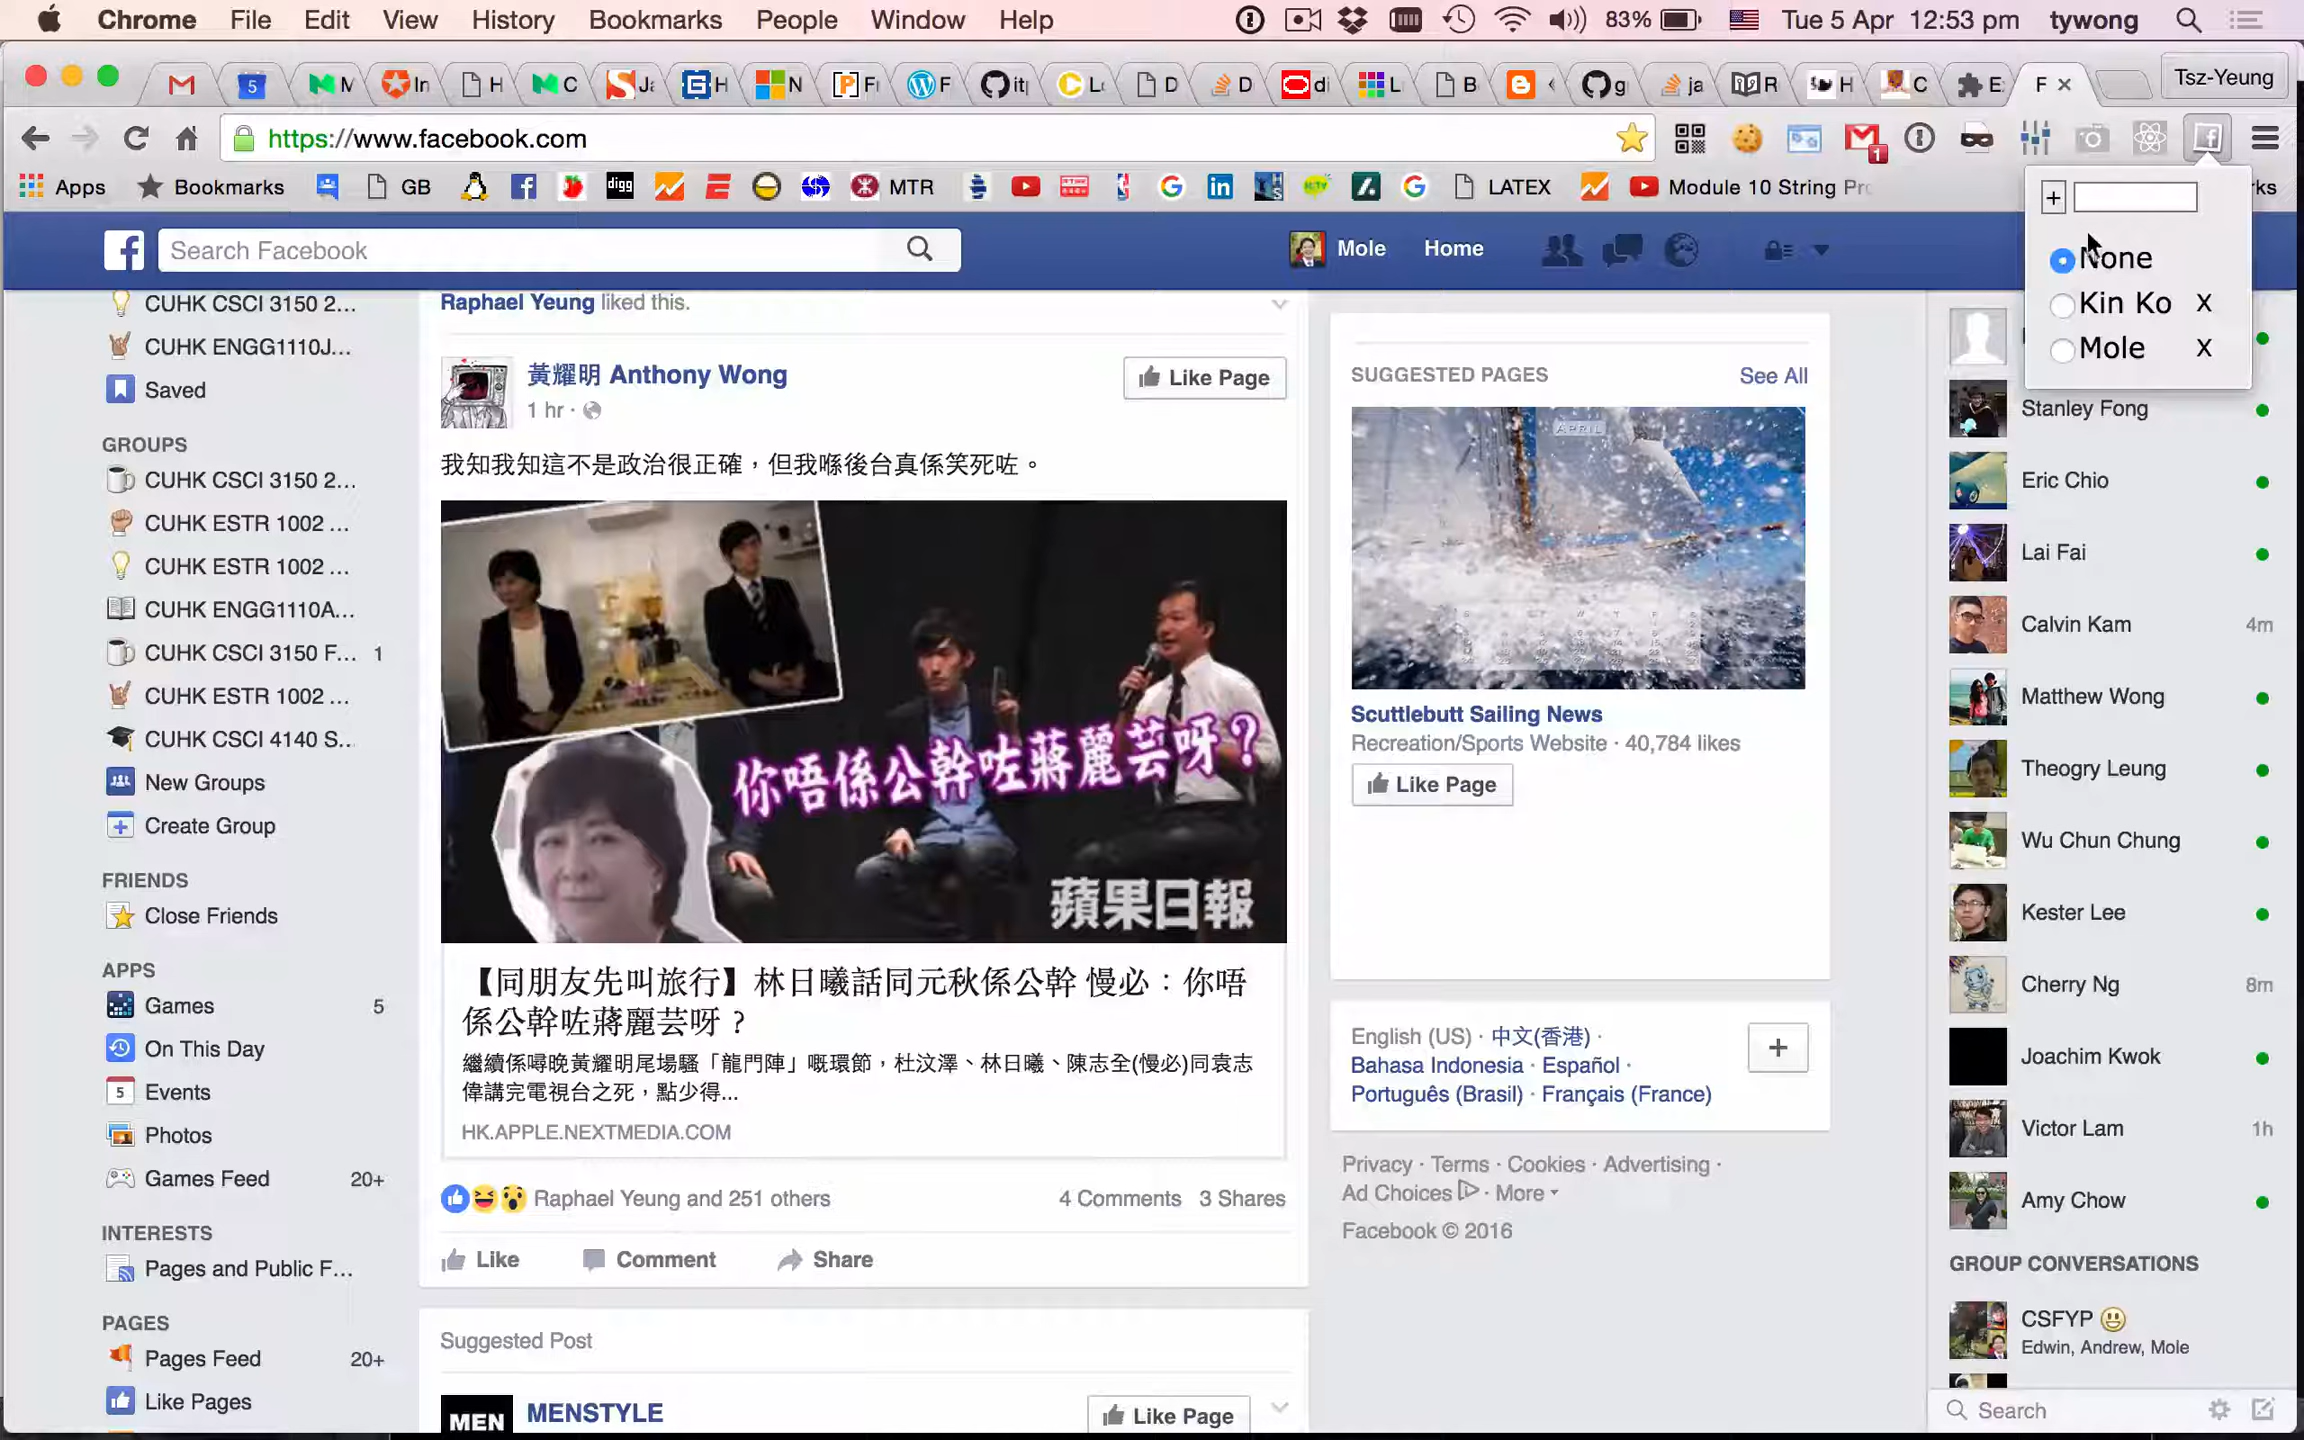 Chrome File Edit View History Bookmarks People Window Help 83% Tue 5 Apr 12:53 pm tywong
5 M In H C Ja H N Fi F itp Lo D D di L B g ja R H C E F Tsz-Yeung
https://www.facebook.com 1
Apps Bookmarks GB digg MTR LATEX Module 10 String Pro
+
None
Kin Ko X
Mole X
Search Facebook Mole Home
CUHK CSCI 3150 2...
CUHK ENGG1110J...
Saved
GROUPS
CUHK CSCI 3150 2...
CUHK ESTR 1002 ...
CUHK ESTR 1002 ...
CUHK ENGG1110A...
CUHK CSCI 3150 F... 1
CUHK ESTR 1002 ...
CUHK CSCI 4140 S...
New Groups
Create Group
FRIENDS
Close Friends
APPS
Games 5
On This Day
5 Events
Photos
Games Feed 20+
INTERESTS
Pages and Public F...
PAGES
Pages Feed 20+
Like Pages
Raphael Yeung liked this.
黃耀明 Anthony Wong
Like Page
1 hr ·
我知我知這不是政治很正確，但我喺後台真係笑死咗。
你唔係公幹咗蔣麗芸呀？
蘋果日報
【同朋友先叫旅行】林日曦話同元秋係公幹 慢必：你唔
係公幹咗蔣麗芸呀？
繼續係噚晚黃耀明尾場騷「龍門陣」嘅環節，杜汶澤、林日曦、陳志全(慢必)同袁志
偉講完電視台之死，點少得...
HK.APPLE.NEXTMEDIA.COM
Raphael Yeung and 251 others 4 Comments 3 Shares
Like Comment Share
Suggested Post
MEN MENSTYLE
Like Page
SUGGESTED PAGES See All
APRIL
Scuttlebutt Sailing News
Recreation/Sports Website · 40,784 likes
Like Page
English (US) · 中文(香港) ·
Bahasa Indonesia · Español ·
Português (Brasil) · Français (France)
+
Privacy · Terms · Cookies · Advertising ·
Ad Choices · More
Facebook © 2016
Stanley Fong
Eric Chio
Lai Fai
Calvin Kam 4m
Matthew Wong
Theogry Leung
Wu Chun Chung
Kester Lee
Cherry Ng 8m
Joachim Kwok
Victor Lam 1h
Amy Chow
GROUP CONVERSATIONS
CSFYP
Edwin, Andrew, Mole
Search